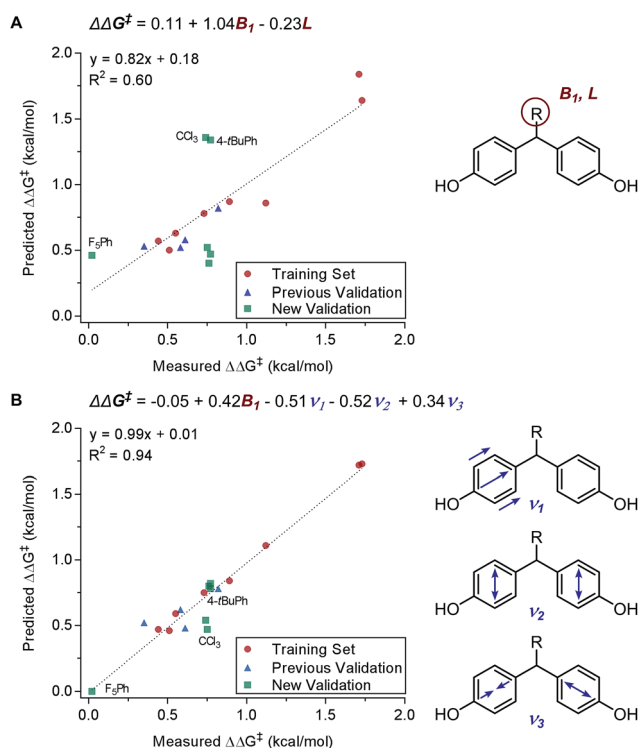 A
ΔΔG‡ = 0.11 + 1.04B₁ - 0.23L
y = 0.82x + 0.18
R² = 0.60
2.0
1.5
1.0
0.5
0.0
Predicted ΔΔG‡ (kcal/mol)
CCl₃
4-tBuPh
F₅Ph
Training Set
Previous Validation
New Validation
0.0 0.5 1.0 1.5 2.0
Measured ΔΔG‡ (kcal/mol)
B₁, L
R
HO OH
B
ΔΔG‡ = -0.05 + 0.42B₁ - 0.51ν₁ - 0.52ν₂ + 0.34ν₃
y = 0.99x + 0.01
R² = 0.94
2.0
1.5
1.0
0.5
0.0
Predicted ΔΔG‡ (kcal/mol)
4-tBuPh
CCl₃
F₅Ph
Training Set
Previous Validation
New Validation
0.0 0.5 1.0 1.5 2.0
Measured ΔΔG‡ (kcal/mol)
R
HO OH
ν₁
R
HO OH
ν₂
R
HO OH
ν₃